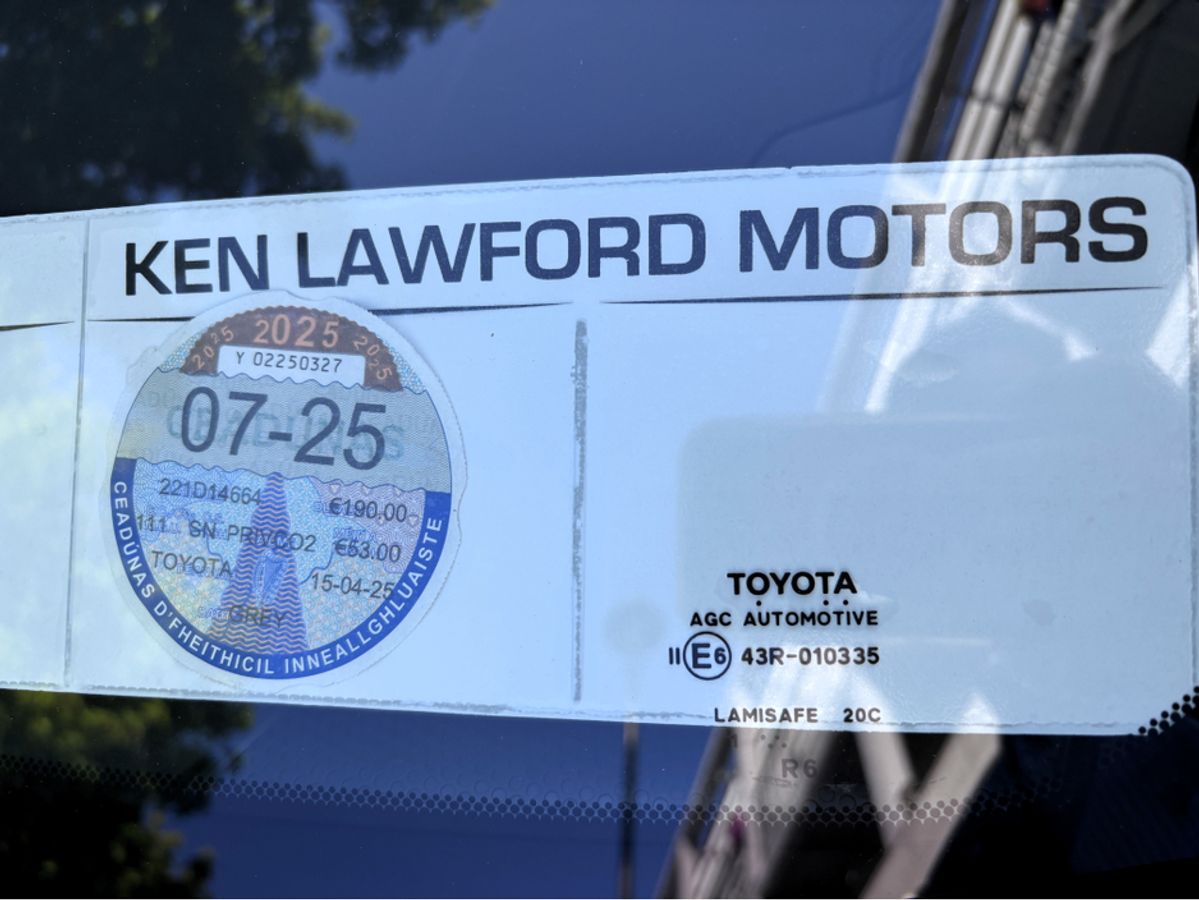 KEN LAWFORD MOTORS
2025 2025 2025
Y 02250327
07-25
221D14664 €190.00
111 SN PRIVCO2 €53.00
TOYOTA 15-04-25
GREY
CEADÚNAS D'FHEITHICIL INNEALLGHLUAISTE
TOYOTA
AGC AUTOMOTIVE
II E6 43R-010335
LAMISAFE 20C
R6